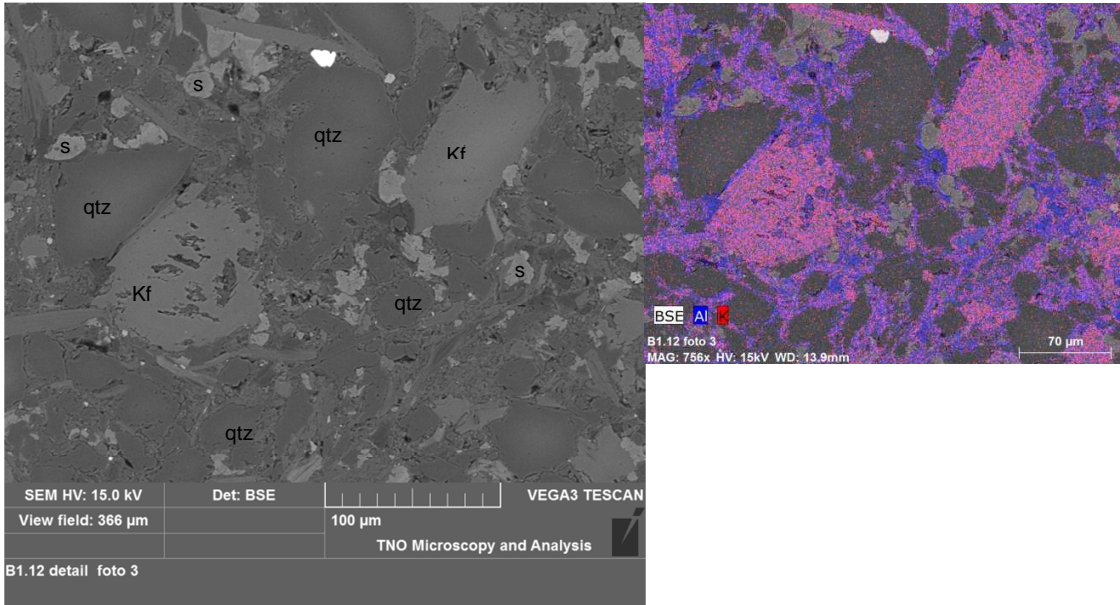 s
s
qtz
Kf
qtz
Kf
s
qtz
qtz
SEM HV: 15.0 kV Det: BSE VEGA3 TESCAN
View field: 366 µm 100 µm
TNO Microscopy and Analysis
B1.12 detail foto 3
BSE Al K
B1.12 foto 3 70 µm
MAG: 756x HV: 15kV WD: 13.9mm